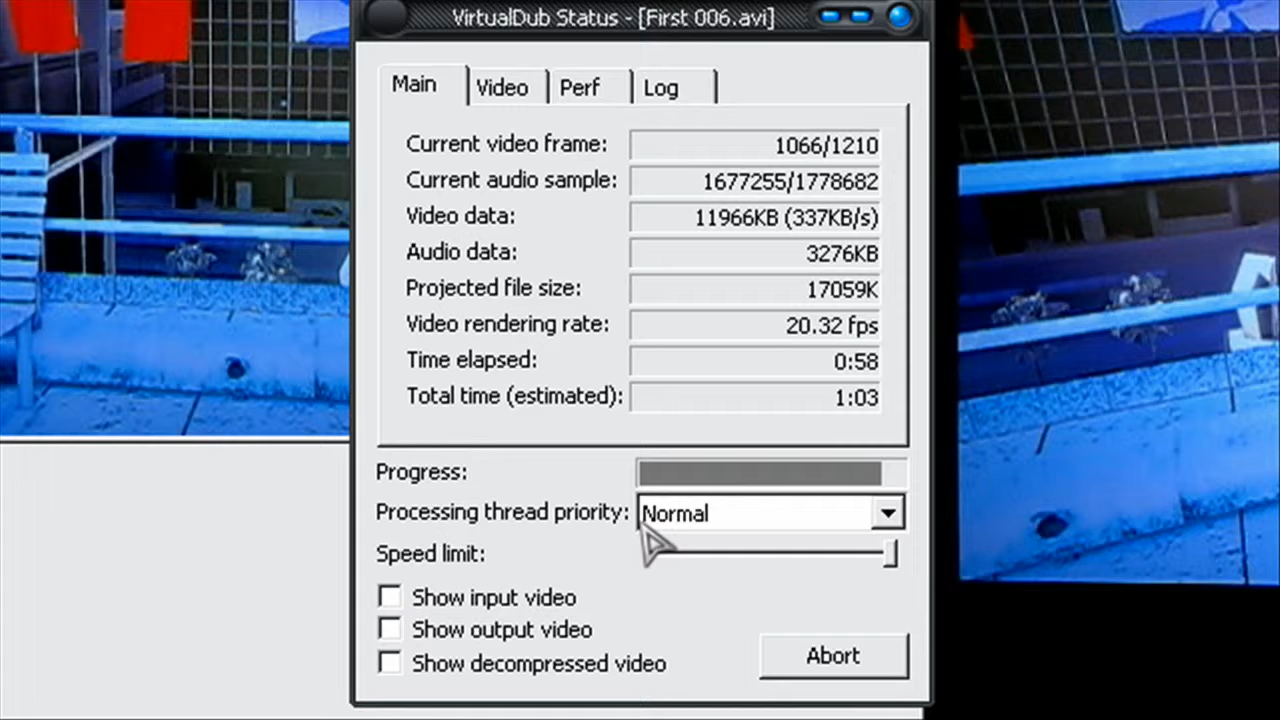 VirtualDub Status - [First 006.avi]
Main Video Perf Log
Current video frame: 1066/1210
Current audio sample: 1677255/1778682
Video data: 11966KB (337KB/s)
Audio data: 3276KB
Projected file size: 17059K
Video rendering rate: 20.32 fps
Time elapsed: 0:58
Total time (estimated): 1:03
Progress:
Processing thread priority: Normal
Speed limit:
Show input video
Show output video
Show decompressed video
Abort